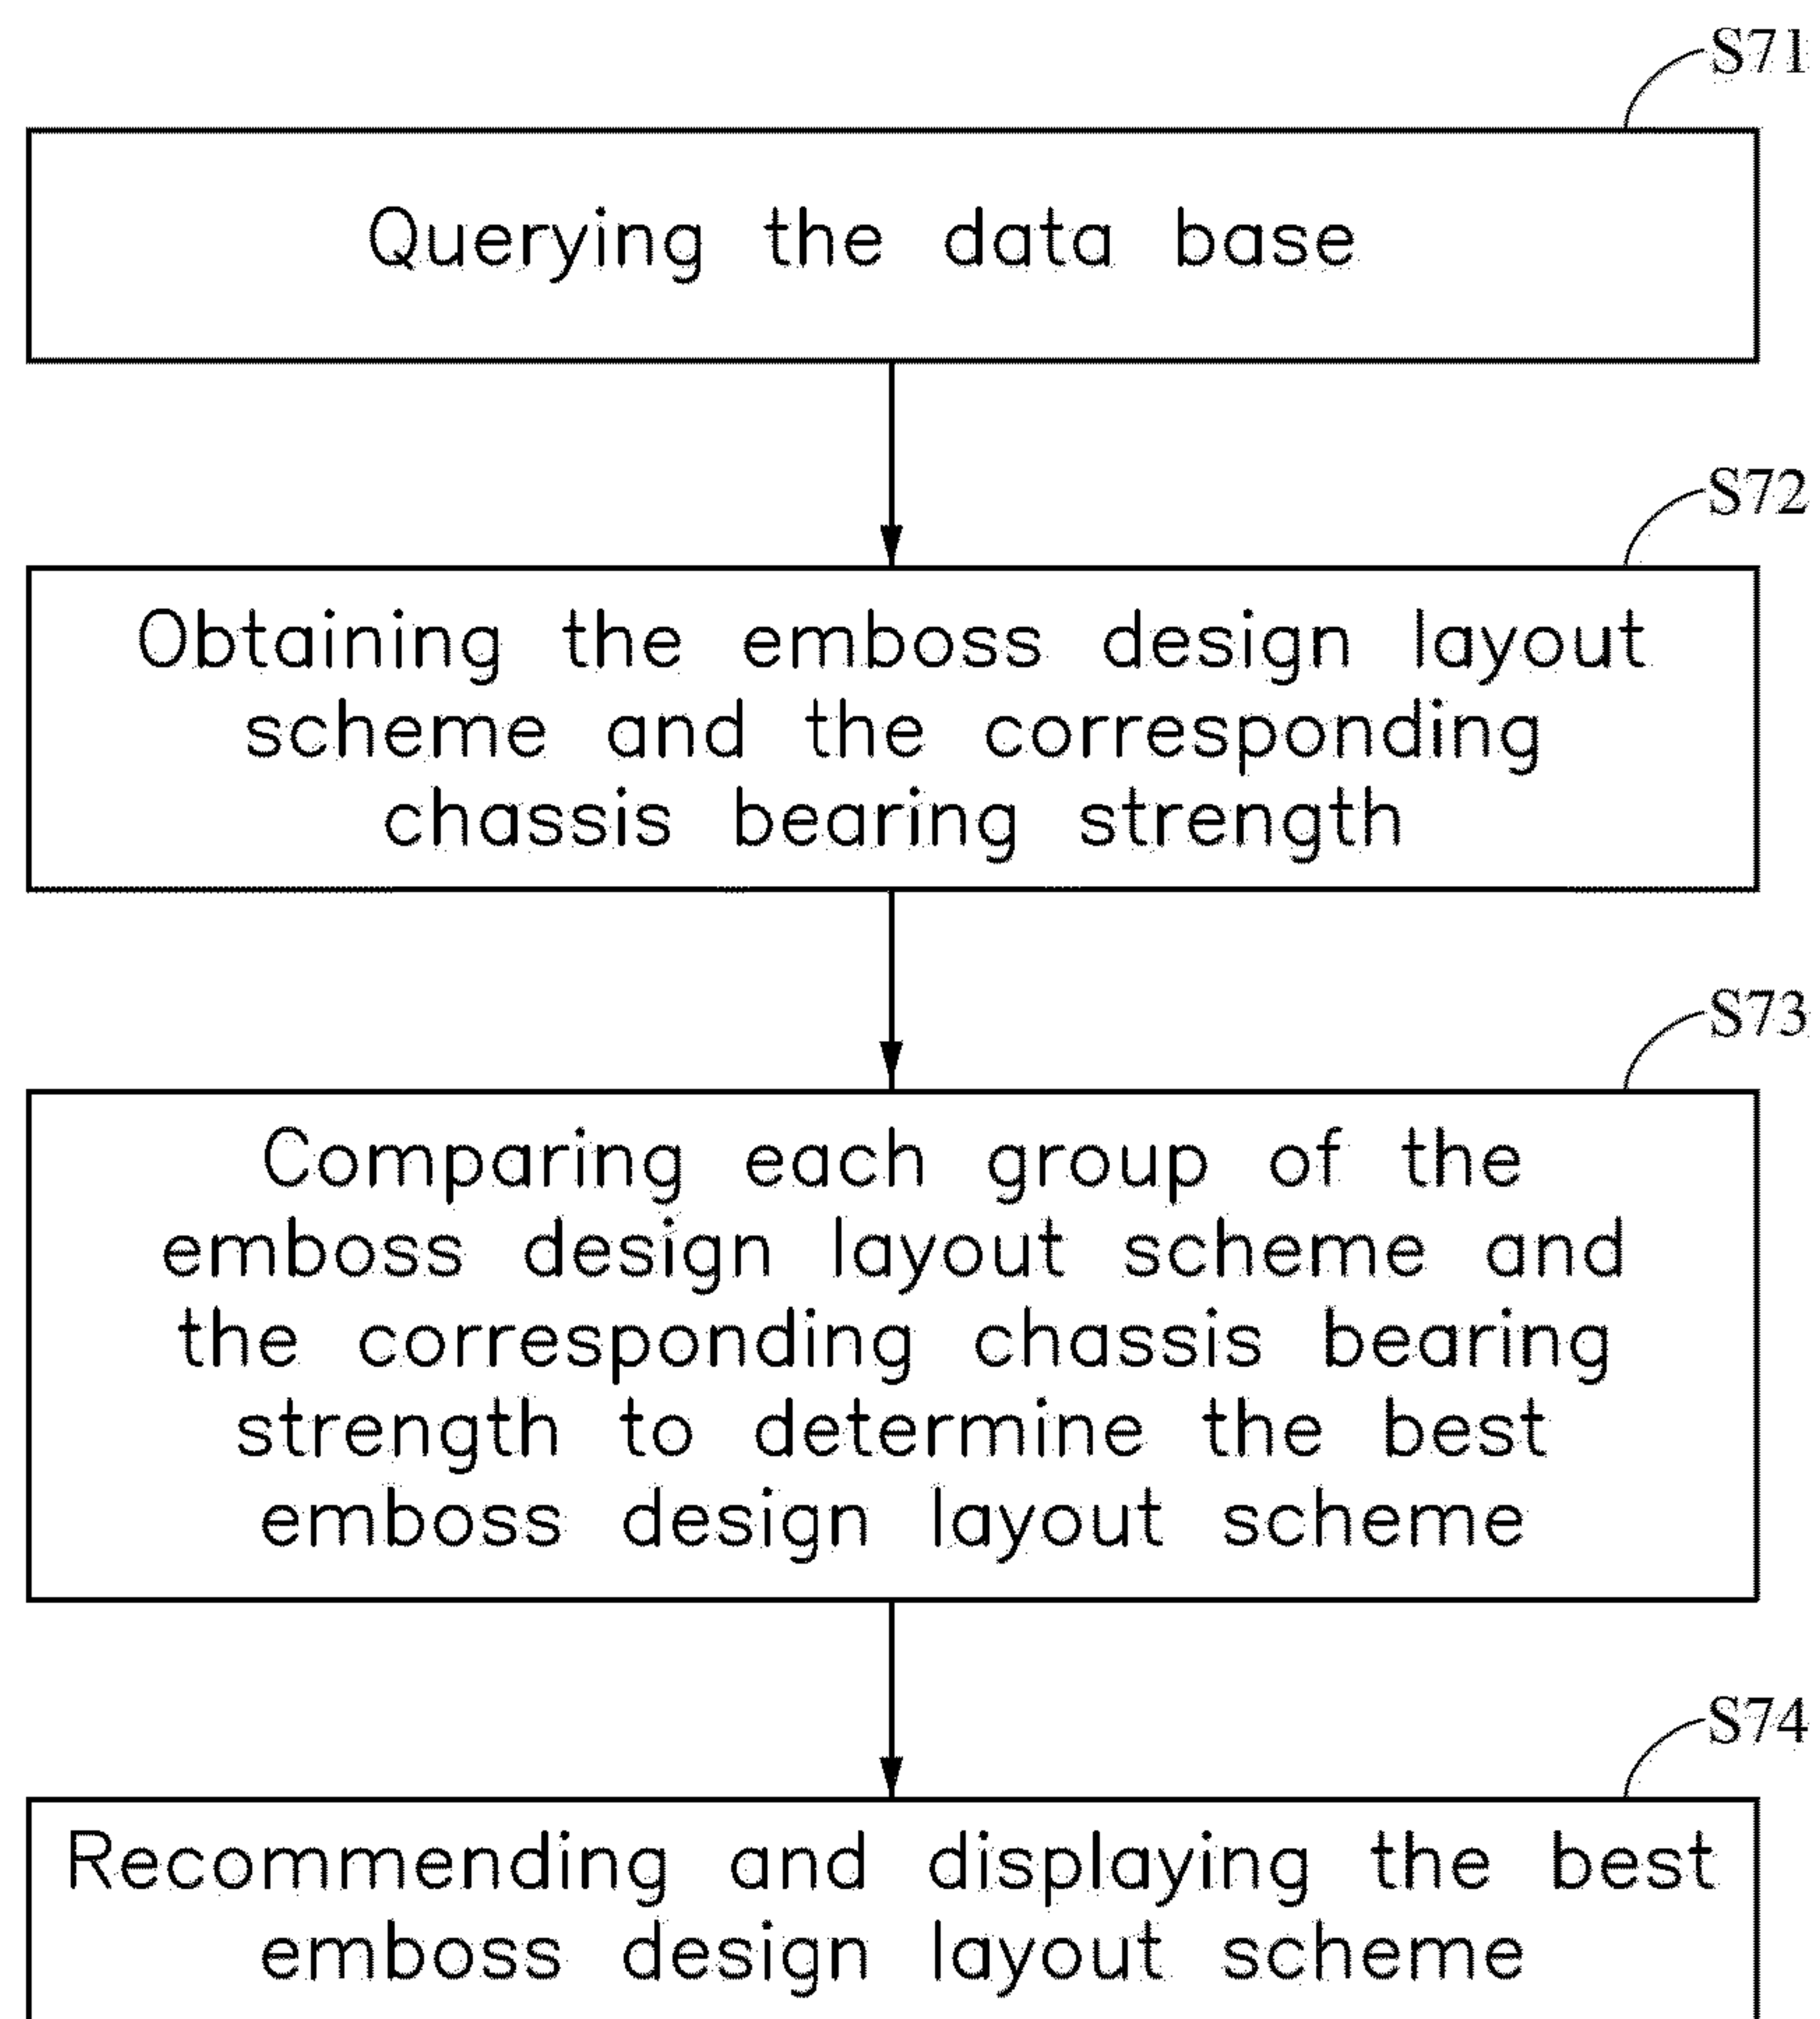 S71
Querying the data base
S72
Obtaining the emboss design layout
scheme and the corresponding
chassis bearing strength
S73
Comparing each group of the
emboss design layout scheme and
the corresponding chassis bearing
strength to determine the best
emboss design layout scheme
S74
Recommending and displaying the best
emboss design layout scheme